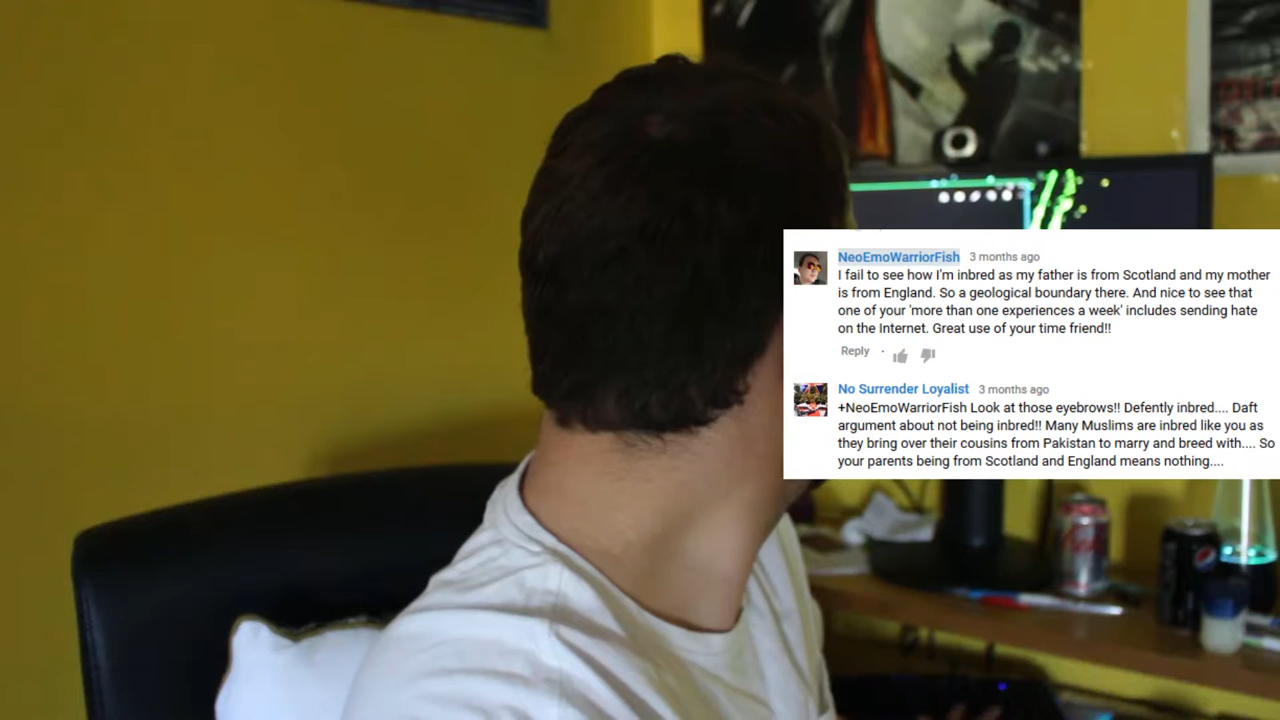 NeoEmoWarriorFish 3 months ago
I fail to see how I'm inbred as my father is from Scotland and my mother
is from England. So a geological boundary there. And nice to see that
one of your 'more than one experiences a week' includes sending hate
on the Internet. Great use of your time friend!!
Reply ·
No Surrender Loyalist 3 months ago
+NeoEmoWarriorFish Look at those eyebrows!! Defently inbred.... Daft
argument about not being inbred!! Many Muslims are inbred like you as
they bring over their cousins from Pakistan to marry and breed with.... So
your parents being from Scotland and England means nothing....